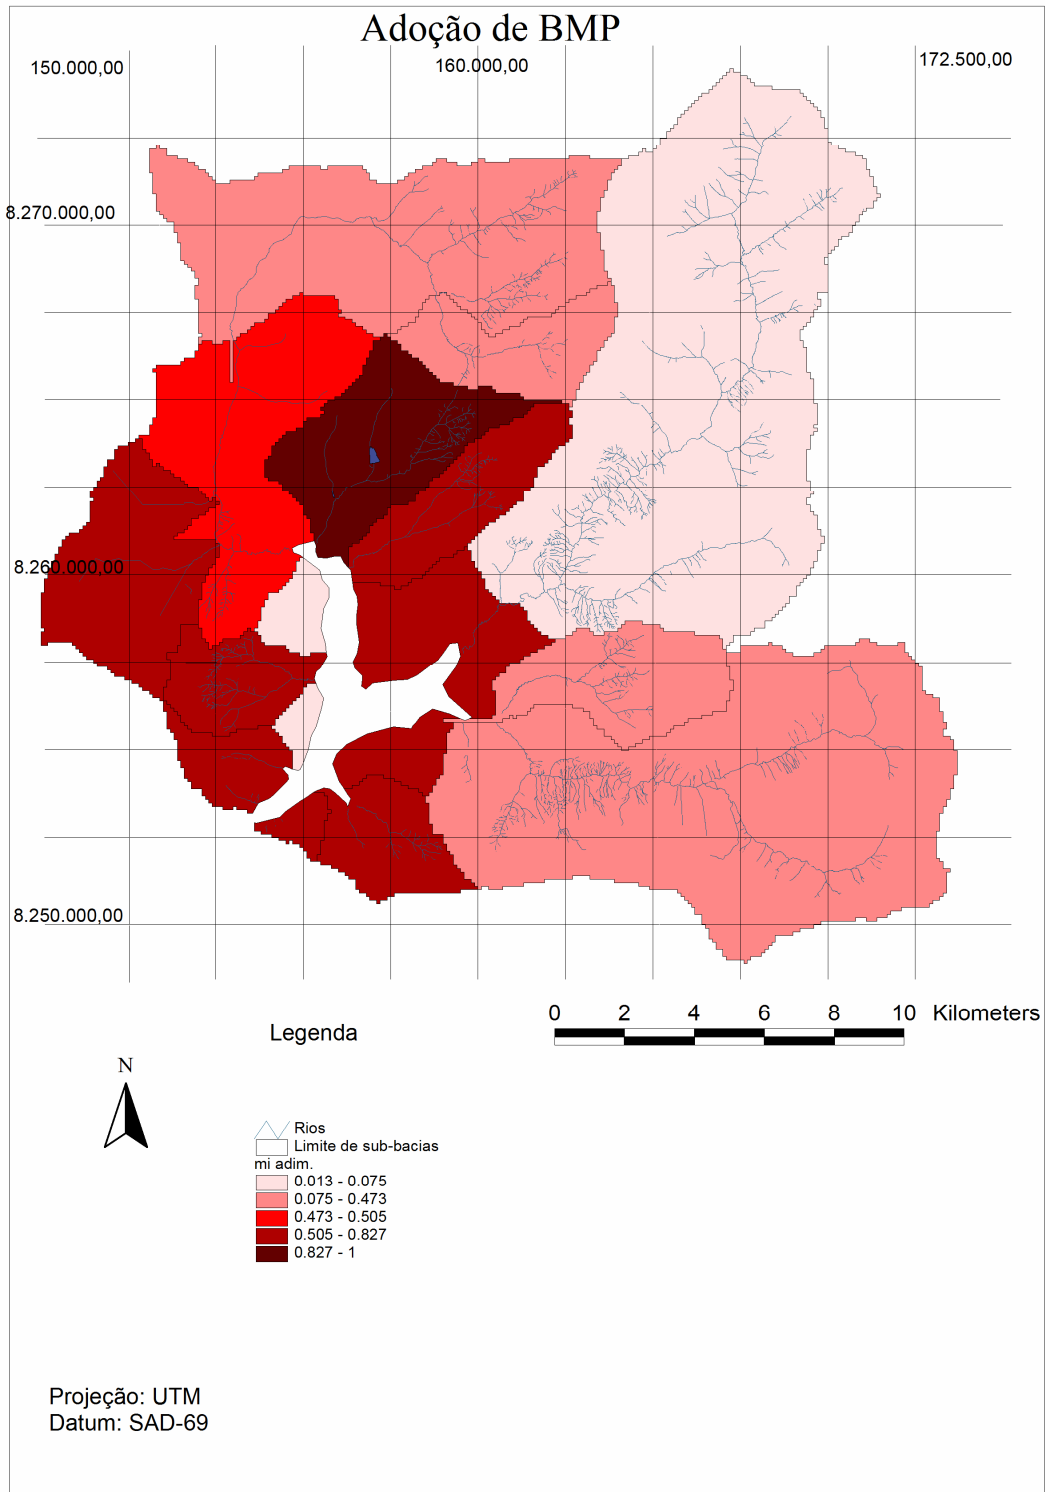 Adoção de BMP
150.000,00
160.000,00
172.500,00
8.270.000,00
8.260.000,00
8.250.000,00
0 2 4 6 8 10 Kilometers
Legenda
N
Rios
Limite de sub-bacias
mi adim.
0.013 - 0.075
0.075 - 0.473
0.473 - 0.505
0.505 - 0.827
0.827 - 1
Projeção: UTM
Datum: SAD-69